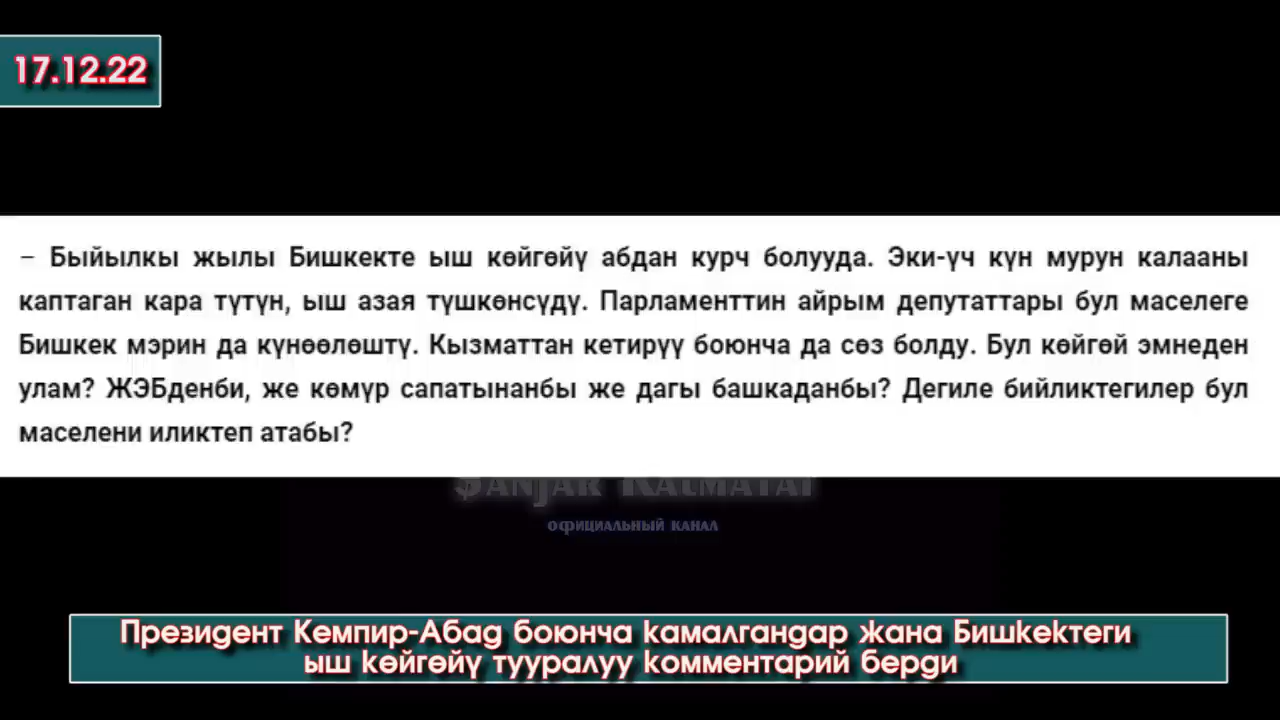 17.12.22
– Быйылкы жылы Бишкекте ыш көйгөйү абдан курч болууда. Эки-үч күн мурун калааны
каптаган кара түтүн, ыш азая түшкөнсүдү. Парламенттин айрым депутаттары бул маселеге
Бишкек мэрин да күнөөлөштү. Кызматтан кетирүү боюнча да сөз болду. Бул көйгөй эмнеден
улам? ЖЭБденби, же көмүр сапатынанбы же дагы башкаданбы? Дегиле бийликтегилер бул
маселени иликтеп атабы?
Sanjar Kalmatai
официальный канал
Президент Кемпир-Абад боюнча камалгандар жана Бишкектеги
ыш көйгөйү тууралуу комментарий берди